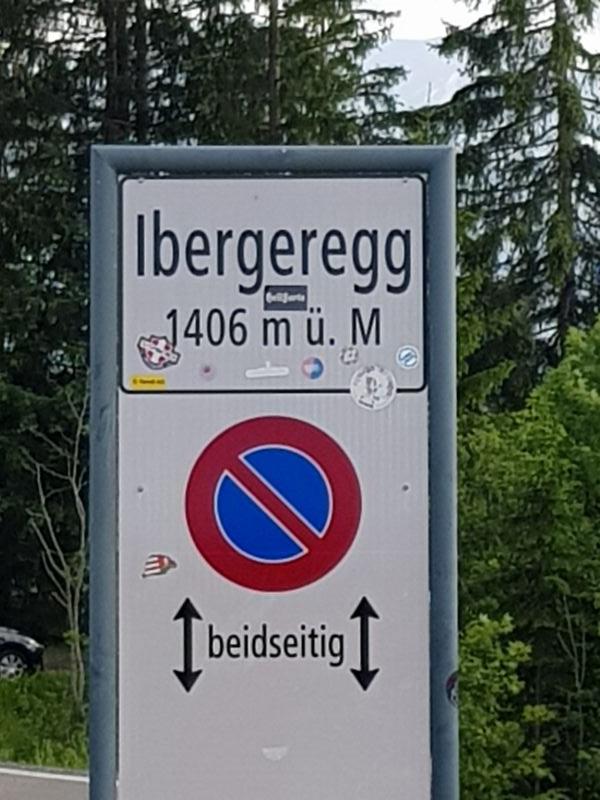 Ibergeregg
1406 m ü. M
beidseitig